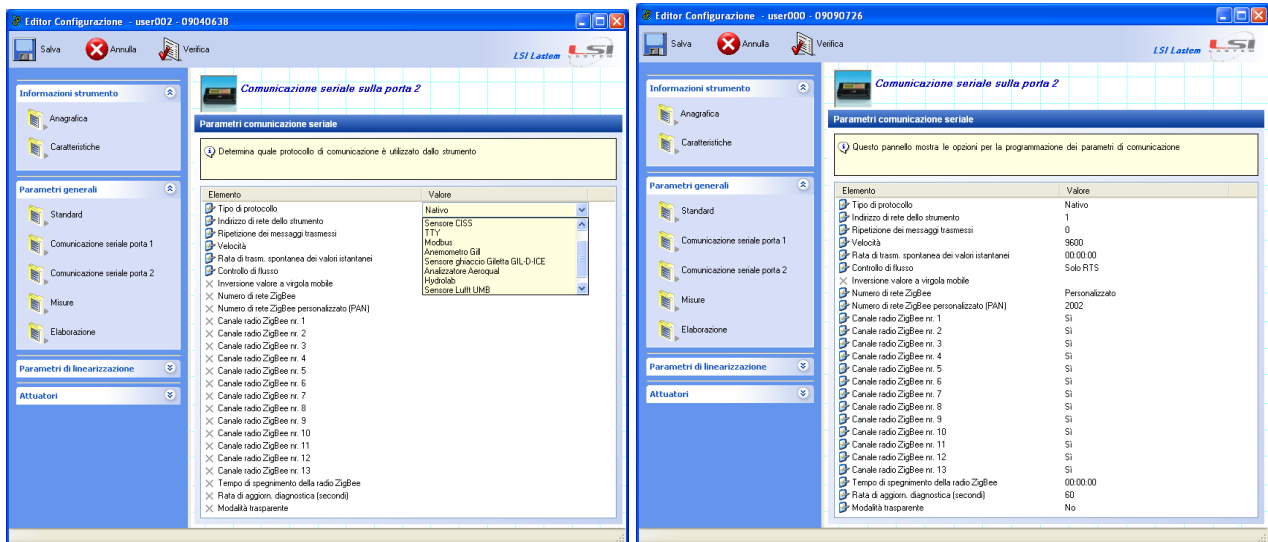 Editor Configurazione - user002 - 09040638
Salva Annulla Verifica
LSI Lastem LSI LASTEM
Informazioni strumento
Anagrafica
Caratteristiche
Parametri generali
Standard
Comunicazione seriale porta 1
Comunicazione seriale porta 2
Misure
Elaborazione
Parametri di linearizzazione
Attuatori
Comunicazione seriale sulla porta 2
Parametri comunicazione seriale
Determina quale protocollo di comunicazione è utilizzato dallo strumento
Elemento Valore
Tipo di protocollo Nativo
Indirizzo di rete dello strumento
Ripetizione dei messaggi trasmessi
Velocità
Rata di trasm. spontanea dei valori istantanei
Controllo di flusso
Inversione valore a virgola mobile
Numero di rete ZigBee
Numero di rete ZigBee personalizzato (PAN)
Canale radio ZigBee nr. 1
Canale radio ZigBee nr. 2
Canale radio ZigBee nr. 3
Canale radio ZigBee nr. 4
Canale radio ZigBee nr. 5
Canale radio ZigBee nr. 6
Canale radio ZigBee nr. 7
Canale radio ZigBee nr. 8
Canale radio ZigBee nr. 9
Canale radio ZigBee nr. 10
Canale radio ZigBee nr. 11
Canale radio ZigBee nr. 12
Canale radio ZigBee nr. 13
Tempo di spegnimento della radio ZigBee
Rata di aggiorn. diagnostica (secondi)
Modalità trasparente
Sensore CISS
TTY
Modbus
Anemometro Gill
Sensore ghiaccio Giletta GIL-D-ICE
Analizzatore Aeroqual
Hydrolab
Sensore Lufft UMB
Editor Configurazione - user000 - 09090726
Salva Annulla Verifica
LSI Lastem LSI LASTEM
Informazioni strumento
Anagrafica
Caratteristiche
Parametri generali
Standard
Comunicazione seriale porta 1
Comunicazione seriale porta 2
Misure
Elaborazione
Parametri di linearizzazione
Attuatori
Comunicazione seriale sulla porta 2
Parametri comunicazione seriale
Questo pannello mostra le opzioni per la programmazione dei parametri di comunicazione
Elemento Valore
Tipo di protocollo Nativo
Indirizzo di rete dello strumento 1
Ripetizione dei messaggi trasmessi 0
Velocità 9600
Rata di trasm. spontanea dei valori istantanei 00:00:00
Controllo di flusso Solo RTS
Inversione valore a virgola mobile
Numero di rete ZigBee Personalizzato
Numero di rete ZigBee personalizzato (PAN) 2002
Canale radio ZigBee nr. 1 Sì
Canale radio ZigBee nr. 2 Sì
Canale radio ZigBee nr. 3 Sì
Canale radio ZigBee nr. 4 Sì
Canale radio ZigBee nr. 5 Sì
Canale radio ZigBee nr. 6 Sì
Canale radio ZigBee nr. 7 Sì
Canale radio ZigBee nr. 8 Sì
Canale radio ZigBee nr. 9 Sì
Canale radio ZigBee nr. 10 Sì
Canale radio ZigBee nr. 11 Sì
Canale radio ZigBee nr. 12 Sì
Canale radio ZigBee nr. 13 Sì
Tempo di spegnimento della radio ZigBee 00:00:00
Rata di aggiorn. diagnostica (secondi) 60
Modalità trasparente No